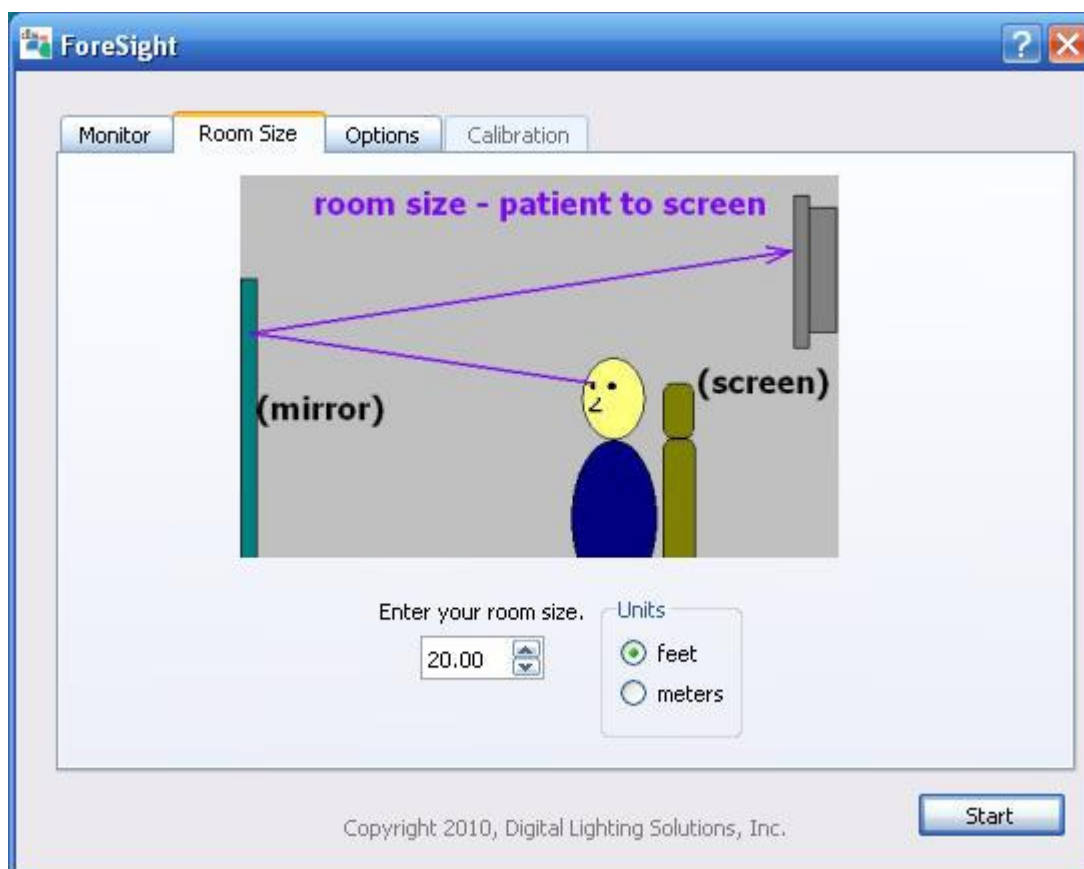 ForeSight
Monitor Room Size Options Calibration
room size - patient to screen
(screen)
(mirror)
Enter your room size.
Units
20.00
feet
meters
Start
Copyright 2010, Digital Lighting Solutions, Inc.